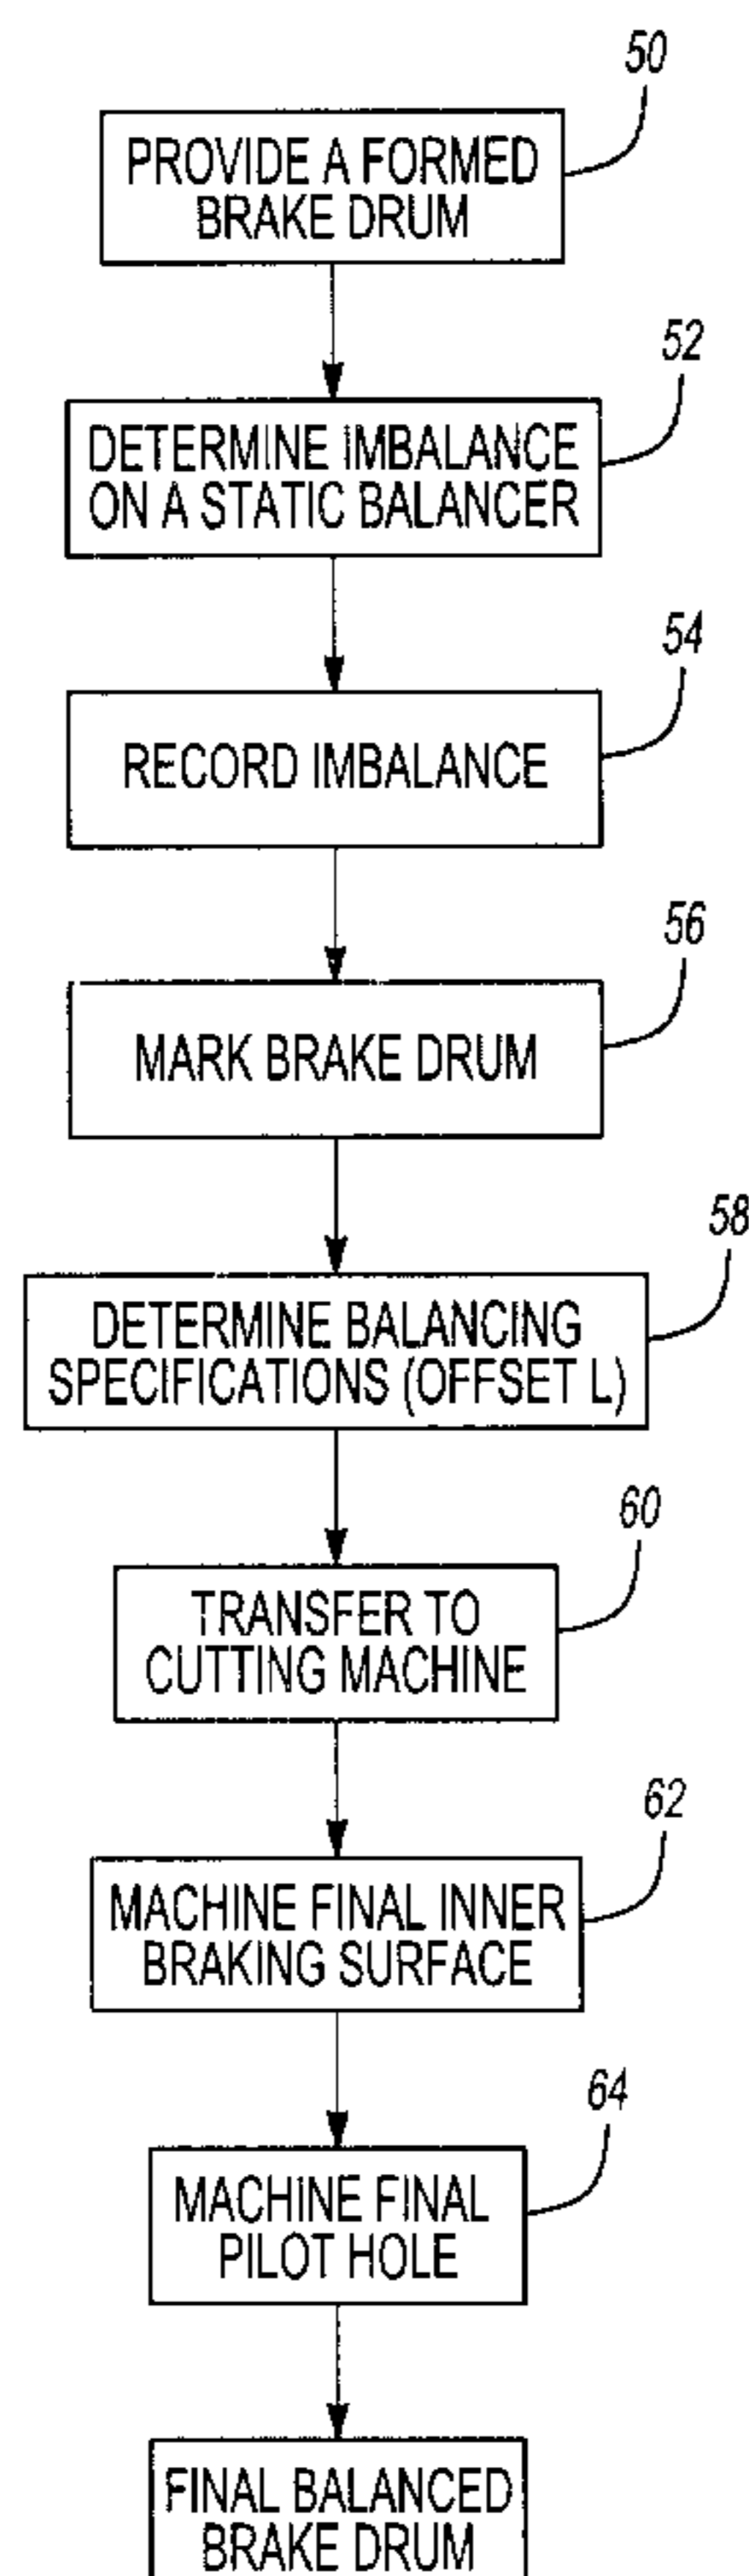 50
PROVIDE A FORMED
BRAKE DRUM
52
DETERMINE IMBALANCE
ON A STATIC BALANCER
54
RECORD IMBALANCE
56
MARK BRAKE DRUM
58
DETERMINE BALANCING
SPECIFICATIONS (OFFSET L)
60
TRANSFER TO
CUTTING MACHINE
62
MACHINE FINAL INNER
BRAKING SURFACE
64
MACHINE FINAL
PILOT HOLE
FINAL BALANCED
BRAKE DRUM